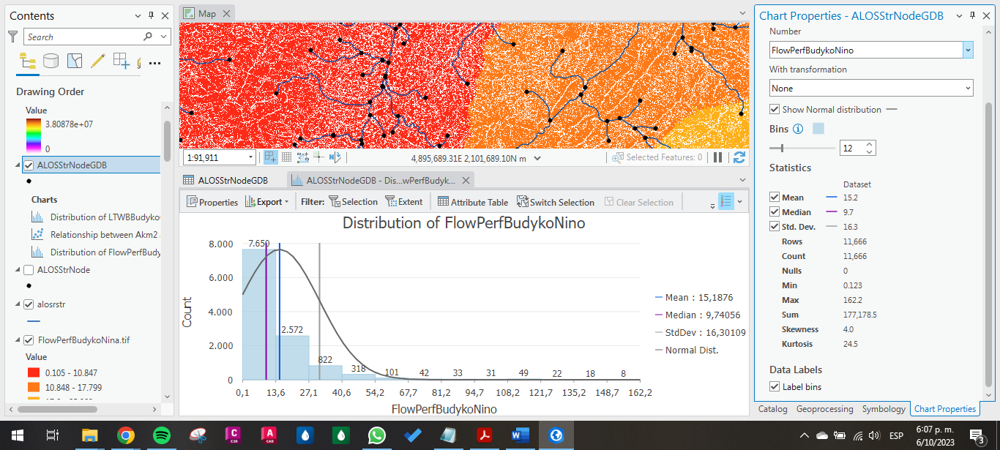 Contents
Search
Drawing Order
Value
3.80878e+07
0
ALOSStrNodeGDB
Charts
Distribution of LTWBBudyko
Relationship between Akm2
Distribution of FlowPerfBudy
ALOSStrNode
alosrstr
FlowPerfBudykoNina.tif
Value
0.105 - 10.847
10.848 - 17.799
Map
1:91,911
4,895,689.31E 2,101,689.10N m
Selected Features: 0
ALOSStrNodeGDB
ALOSStrNodeGDB - Dis...wPerfBudyk...
Properties Export Filter: Selection Extent Attribute Table Switch Selection Clear Selection
Distribution of FlowPerfBudykoNino
Count
8.000
6.000
4.000
2.000
0
7.650
2.572
822
318
101
42
33
31
49
22
18
8
0,1 13,6 27,1 40,6 54,2 67,7 81,2 94,7 108,2 121,7 135,2 148,7 162,2
FlowPerfBudykoNino
Mean : 15,1876
Median : 9,74056
StdDev : 16,30109
Normal Dist.
Chart Properties - ALOSStrNodeGDB
Number
FlowPerfBudykoNino
With transformation
None
Show Normal distribution
Bins
12
Statistics
Dataset
Mean 15.2
Median 9.7
Std. Dev. 16.3
Rows 11,666
Count 11,666
Nulls 0
Min 0.123
Max 162.2
Sum 177,178.5
Skewness 4.0
Kurtosis 24.5
Data Labels
Label bins
Catalog Geoprocessing Symbology Chart Properties
C
C3D
A
CAD
W
ESP
6:07 p. m.
6/10/2023
3